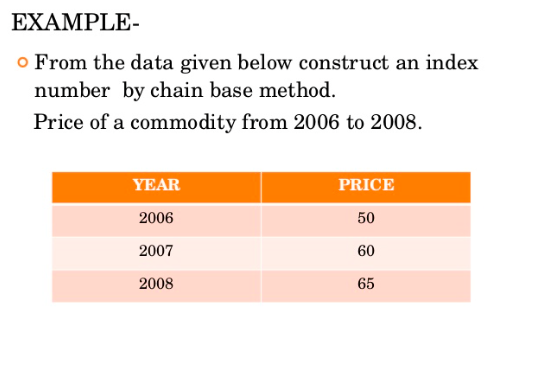 EXAMPLE-
From the data given below construct an index
number by chain base method.
Price of a commodity from 2006 to 2008.
YEAR PRICE
2006 50
2007 60
2008 65